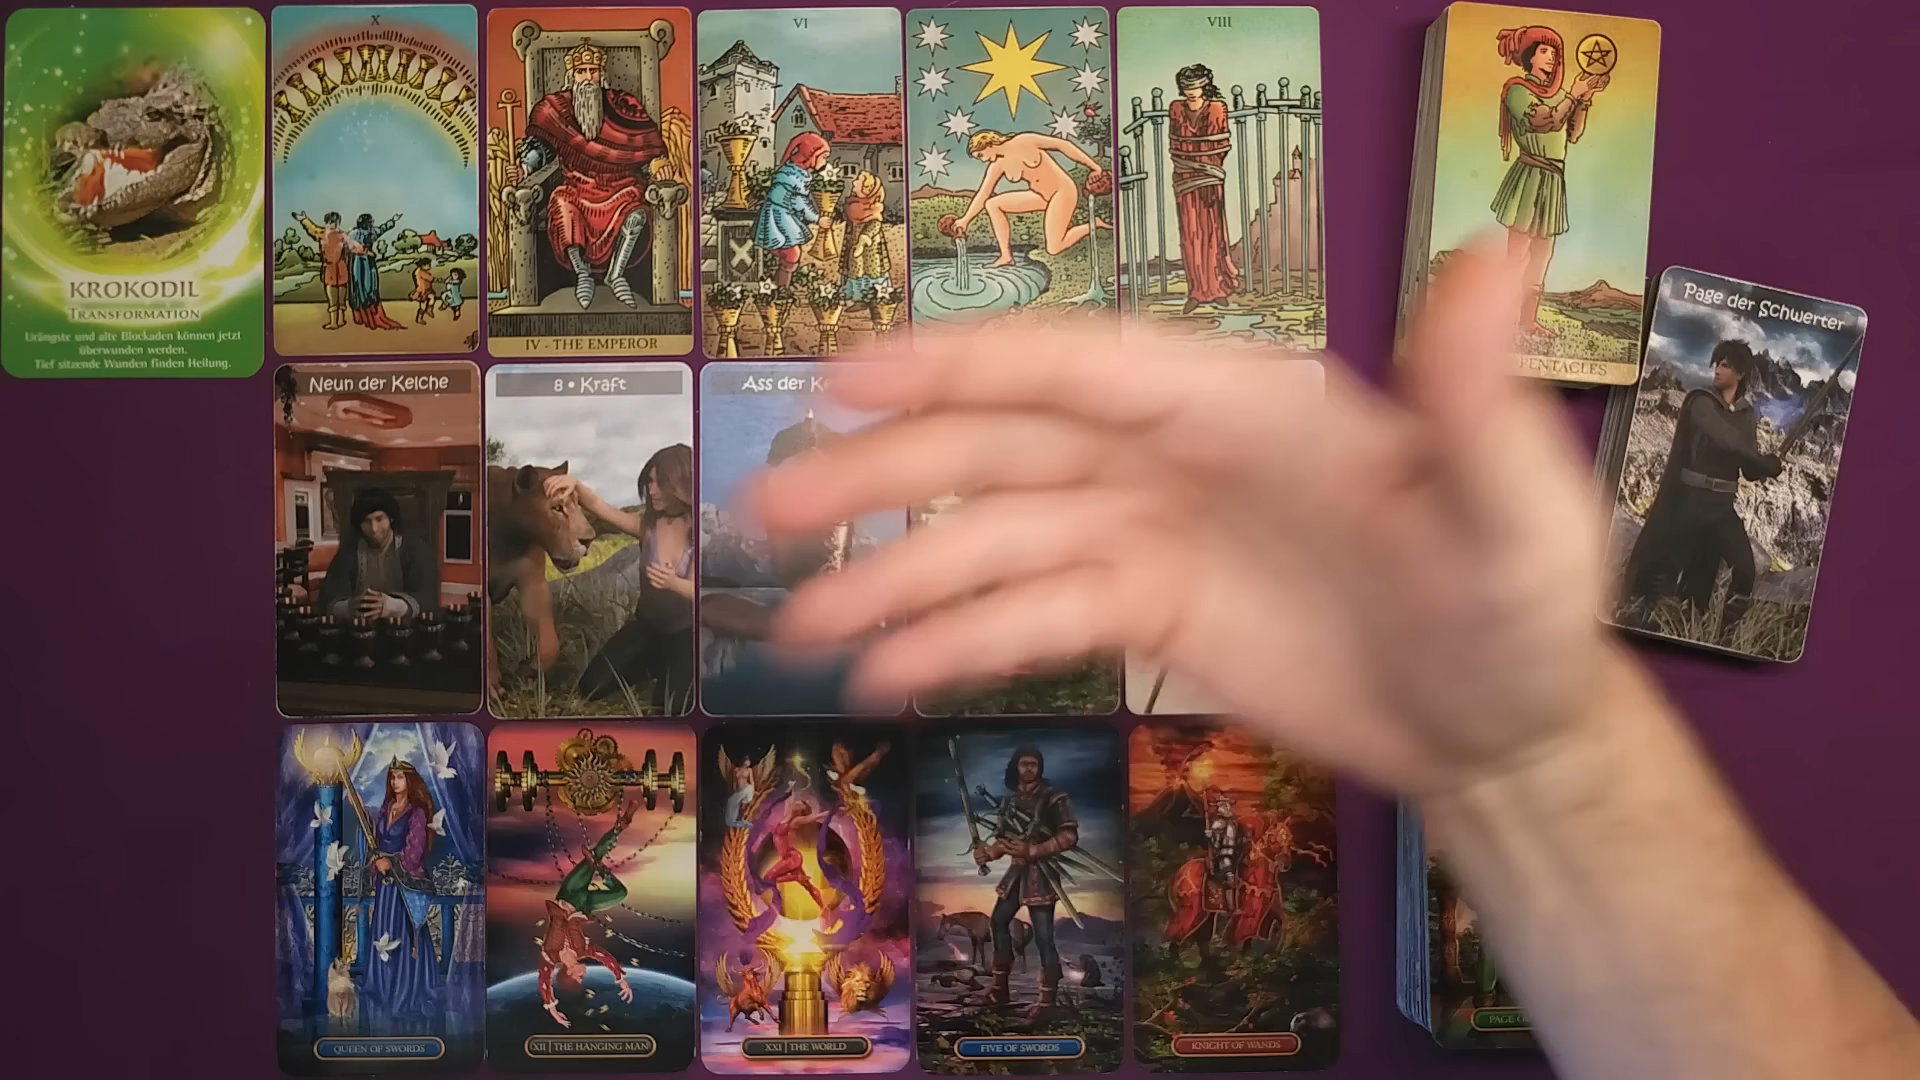 KROKODIL
TRANSFORMATION
Urängste und alte Blockaden können jetzt
überwunden werden.
Tief sitzende Wunden finden Heilung.
X
IV - THE EMPEROR
VI
VIII
PENTACLES
Page der Schwerter
Neun der Kelche
8 • Kraft
Ass der
QUEEN OF SWORDS
XII | THE HANGING MAN
XXI | THE WORLD
FIVE OF SWORDS
KNIGHT OF WANDS
PAGE